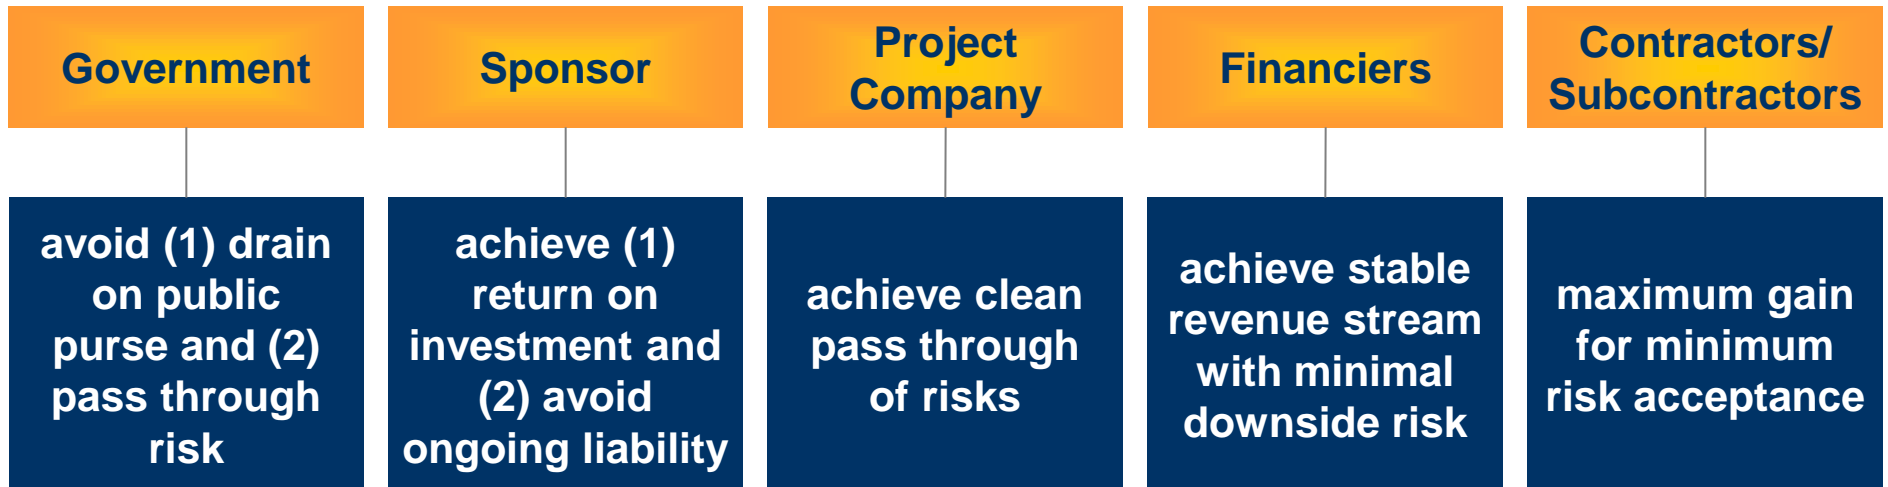 Government
Sponsor
Project
Company
Financiers
Contractors/
Subcontractors
avoid (1) drain
on public
purse and (2)
pass through
risk
achieve (1)
return on
investment and
(2) avoid
ongoing liability
achieve clean
pass through
of risks
achieve stable
revenue stream
with minimal
downside risk
maximum gain
for minimum
risk acceptance